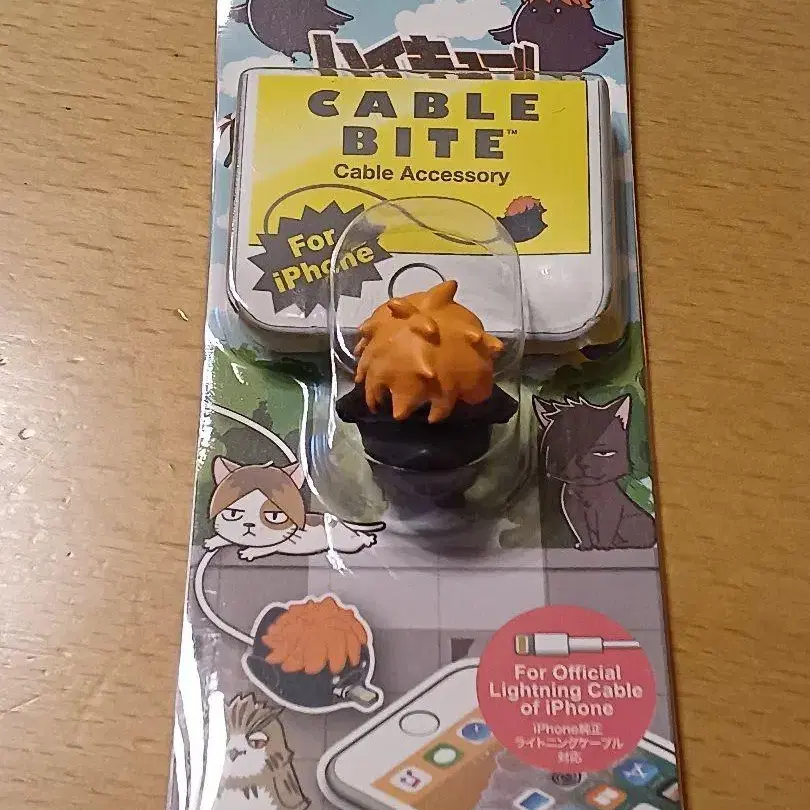 ハイキュー!!
CABLE
BITE™
Cable Accessory
For
iPhone
For Official
Lightning Cable
of iPhone
iPhone純正
ライトニングケーブル
対応